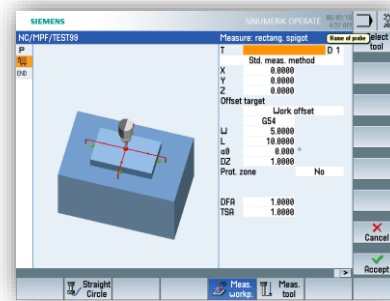 SIEMENS
SINUMERIK OPERATE
NC/MPF/TEST99
Measure: rectang. spigot
Name of probe
Select tool
P
END
T D 1
Std. meas. method
X 0.0000
Y 0.0000
Z 0.0000
Offset target
Work offset
G54
W 5.0000
L 10.0000
α0 0.000 °
DZ 1.0000
Prot. zone No
DFA 1.0000
TSA 1.0000
Cancel
Accept
>
Straight Circle
Meas. workp.
Meas. tool